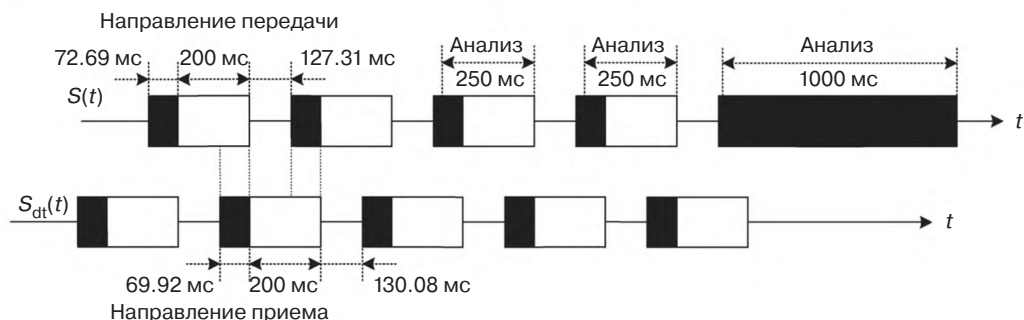 Направление передачи
72.69 мс
200 мс
127.31 мс
Анализ
250 мс
Анализ
250 мс
Анализ
1000 мс
S(t)
t
Sdt(t)
t
69.92 мс
200 мс
130.08 мс
Направление приема